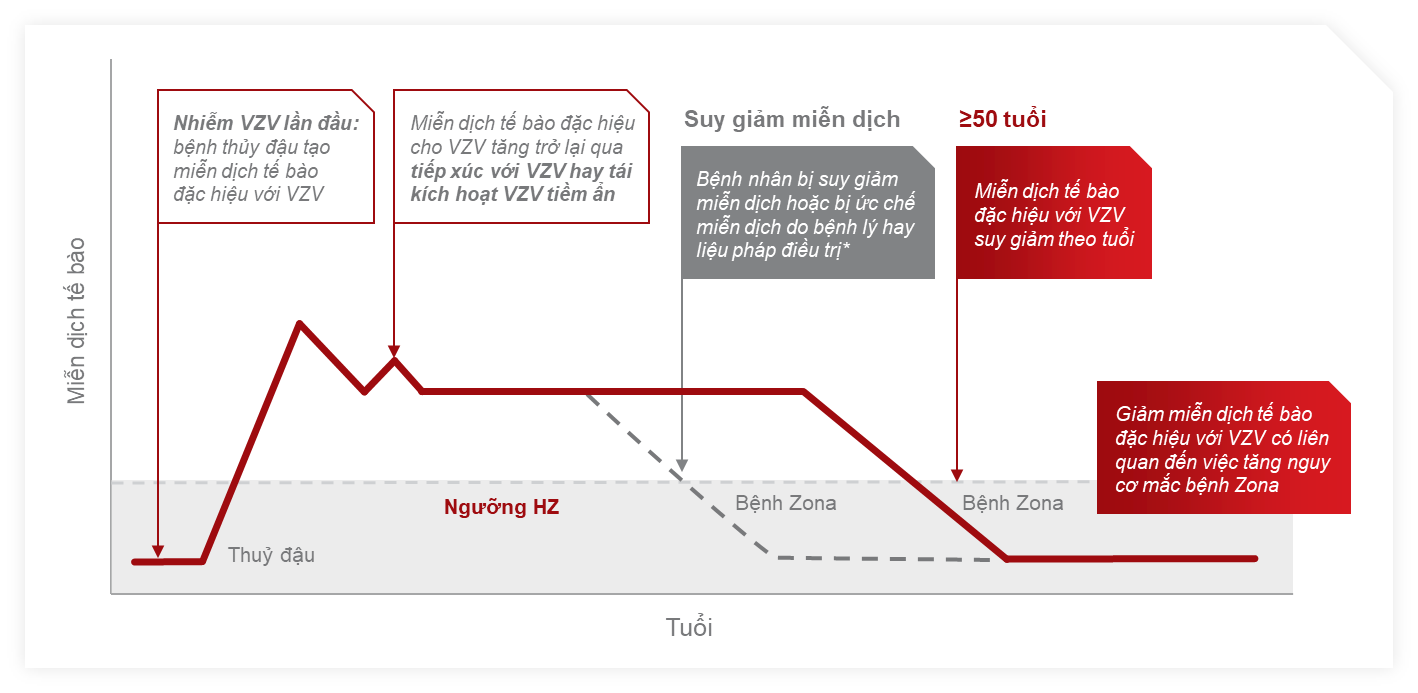 Nhiễm VZV lần đầu:
bệnh thủy đậu tạo
miễn dịch tế bào
đặc hiệu với VZV
Miễn dịch tế bào đặc hiệu
cho VZV tăng trở lại qua
tiếp xúc với VZV hay tái
kích hoạt VZV tiềm ẩn
Suy giảm miễn dịch
Bệnh nhân bị suy giảm
miễn dịch hoặc bị ức chế
miễn dịch do bệnh lý hay
liệu pháp điều trị*
≥50 tuổi
Miễn dịch tế bào
đặc hiệu với VZV
suy giảm theo tuổi
Miễn dịch tế bào
Giảm miễn dịch tế bào
đặc hiệu với VZV có liên
quan đến việc tăng nguy
cơ mắc bệnh Zona
Ngưỡng HZ
Bệnh Zona
Bệnh Zona
Thuỷ đậu
Tuổi